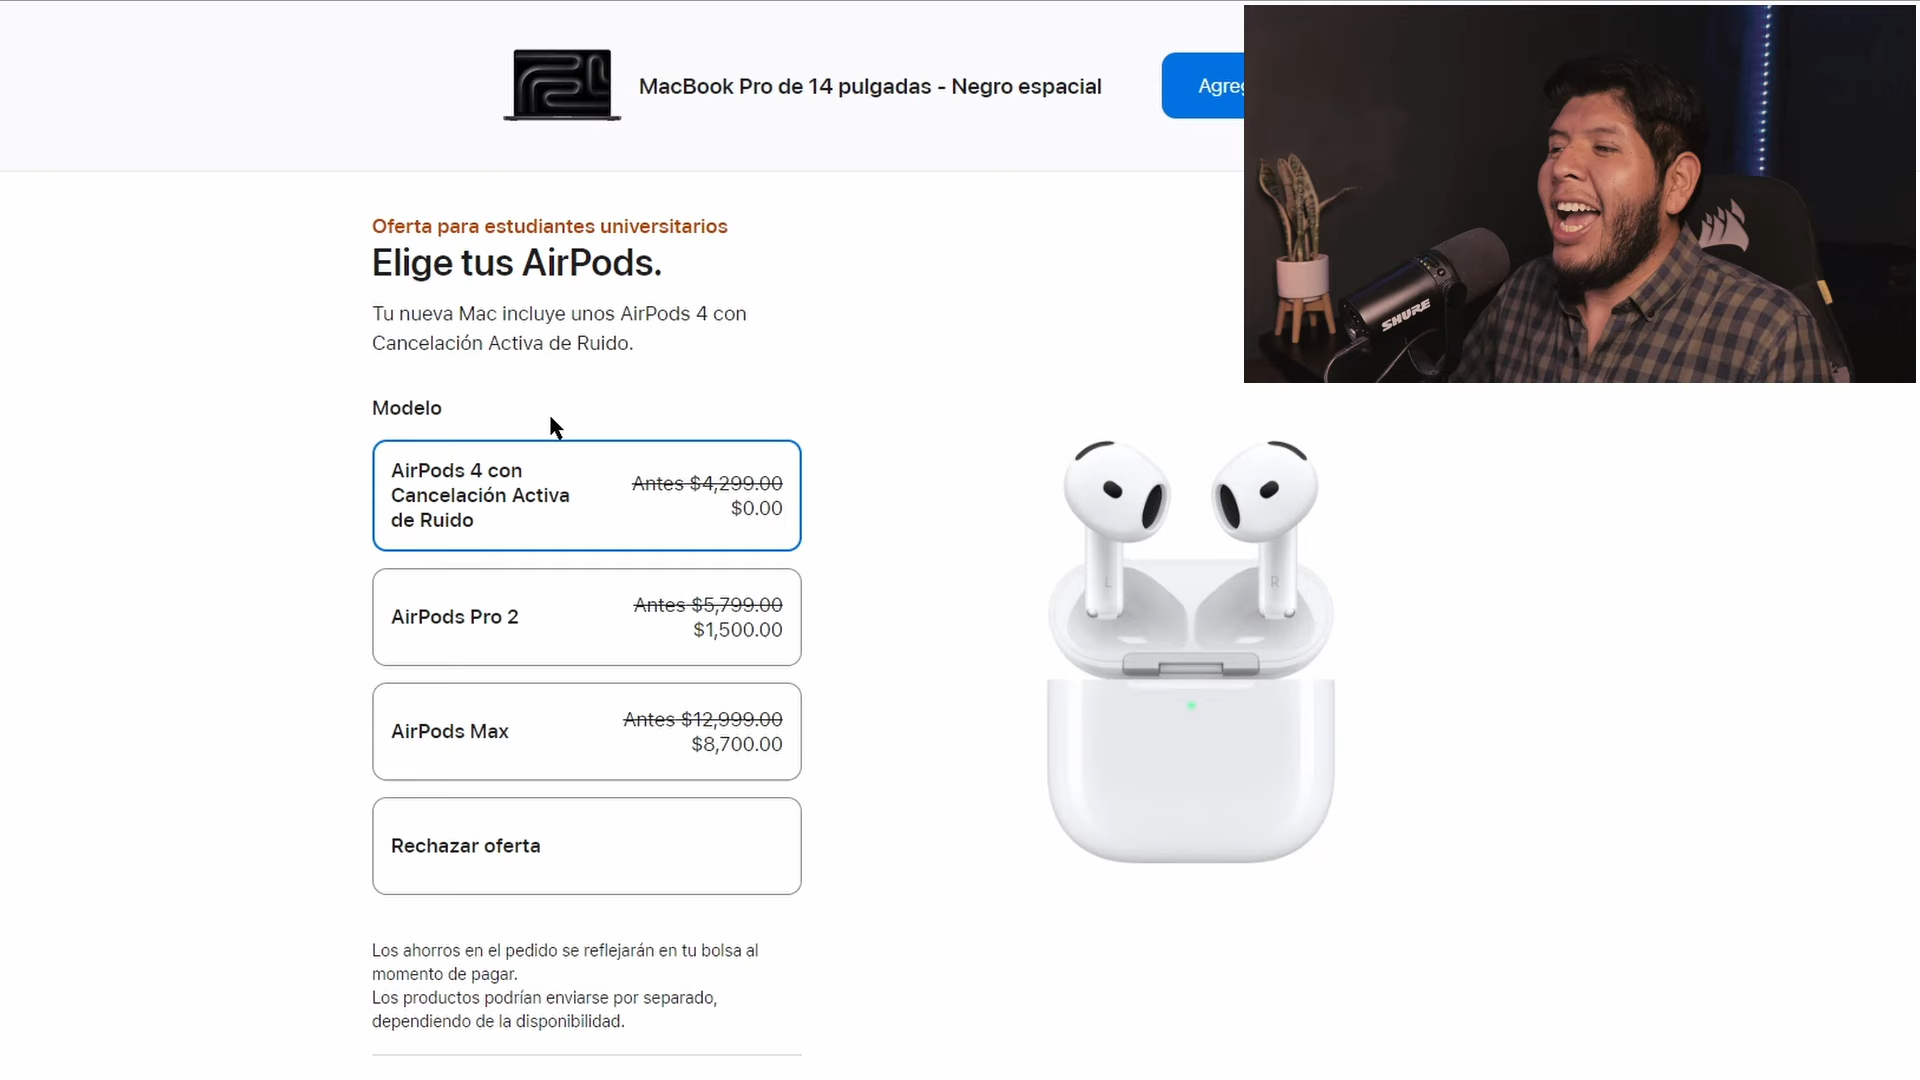 MacBook Pro de 14 pulgadas - Negro espacial
Agreg
SHURE
Oferta para estudiantes universitarios
Elige tus AirPods.
Tu nueva Mac incluye unos AirPods 4 con
Cancelación Activa de Ruido.
Modelo
AirPods 4 con
Cancelación Activa
de Ruido
Antes $4,299.00
$0.00
AirPods Pro 2
Antes $5,799.00
$1,500.00
AirPods Max
Antes $12,999.00
$8,700.00
Rechazar oferta
L
R
Los ahorros en el pedido se reflejarán en tu bolsa al
momento de pagar.
Los productos podrían enviarse por separado,
dependiendo de la disponibilidad.